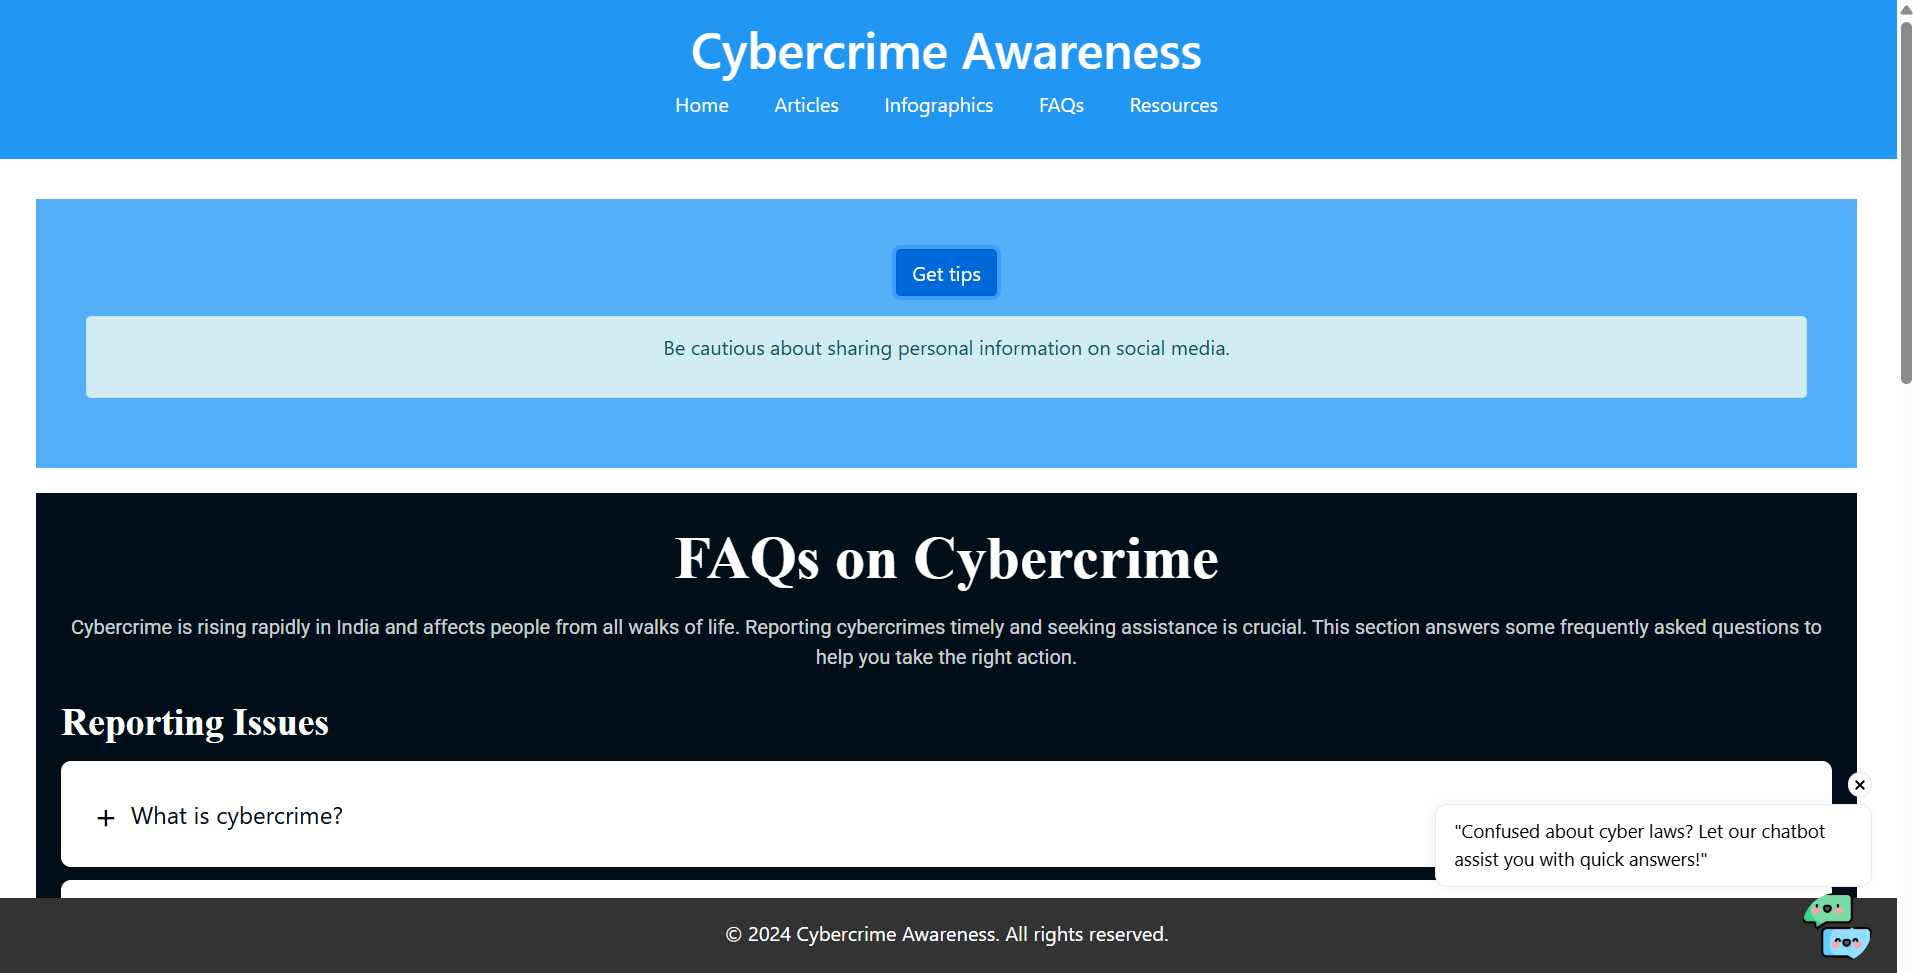 Cybercrime Awareness
Home Articles Infographics FAQs Resources
Get tips
Be cautious about sharing personal information on social media.
FAQs on Cybercrime
Cybercrime is rising rapidly in India and affects people from all walks of life. Reporting cybercrimes timely and seeking assistance is crucial. This section answers some frequently asked questions to
help you take the right action.
Reporting Issues
+ What is cybercrime?
"Confused about cyber laws? Let our chatbot
assist you with quick answers!"
© 2024 Cybercrime Awareness. All rights reserved.